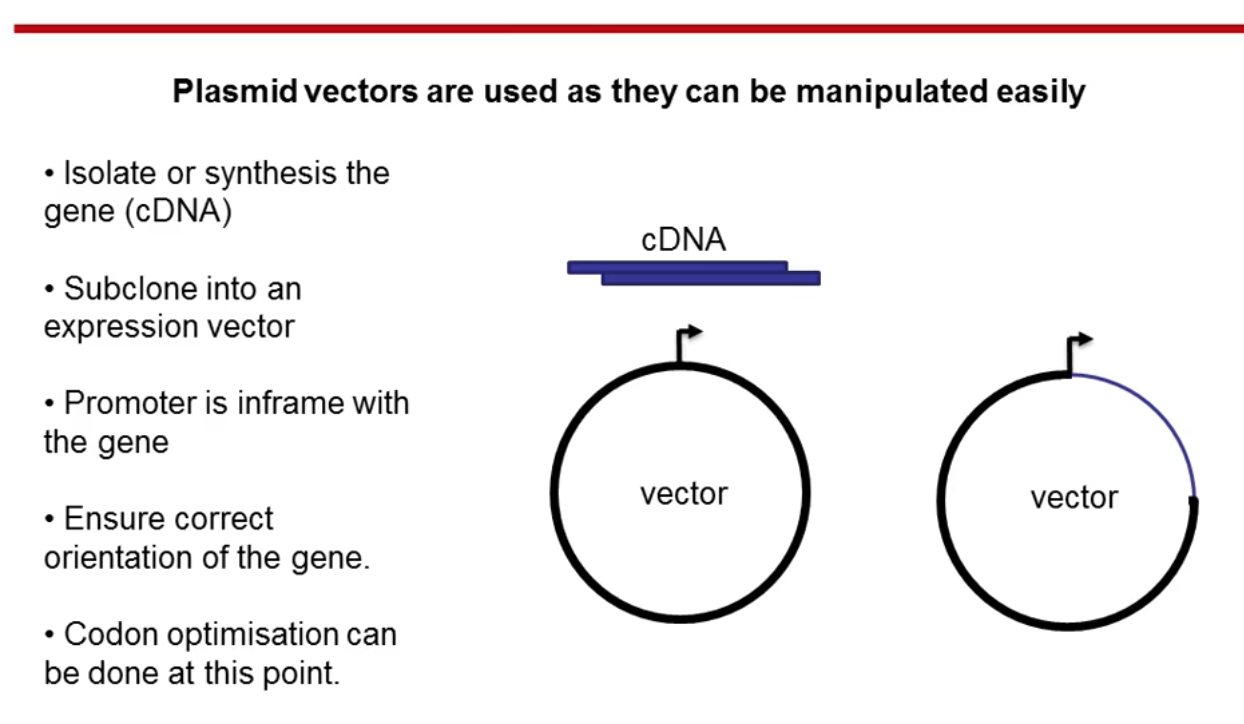 Plasmid vectors are used as they can be manipulated easily
• Isolate or synthesis the
gene (cDNA)
• Subclone into an
expression vector
• Promoter is inframe with
the gene
• Ensure correct
orientation of the gene.
• Codon optimisation can
be done at this point.
cDNA
vector
vector